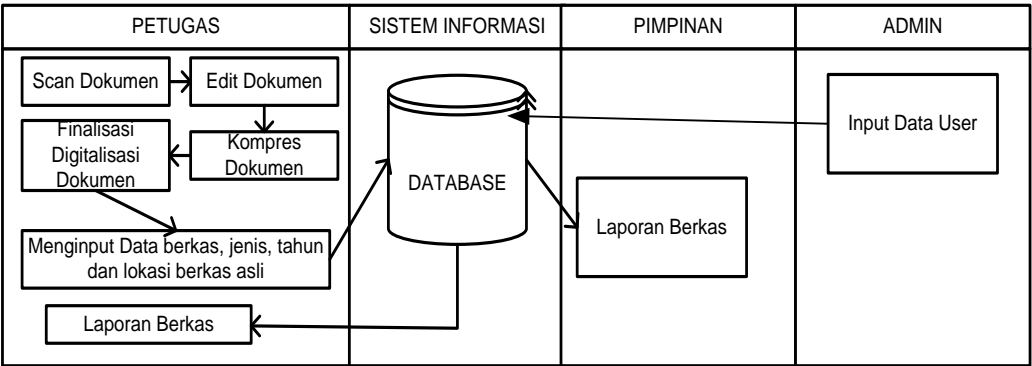 PETUGAS
SISTEM INFORMASI
PIMPINAN
ADMIN
Scan Dokumen
Edit Dokumen
Finalisasi
Digitalisasi
Dokumen
Kompres
Dokumen
Menginput Data berkas, jenis, tahun
dan lokasi berkas asli
Laporan Berkas
DATABASE
Laporan Berkas
Input Data User